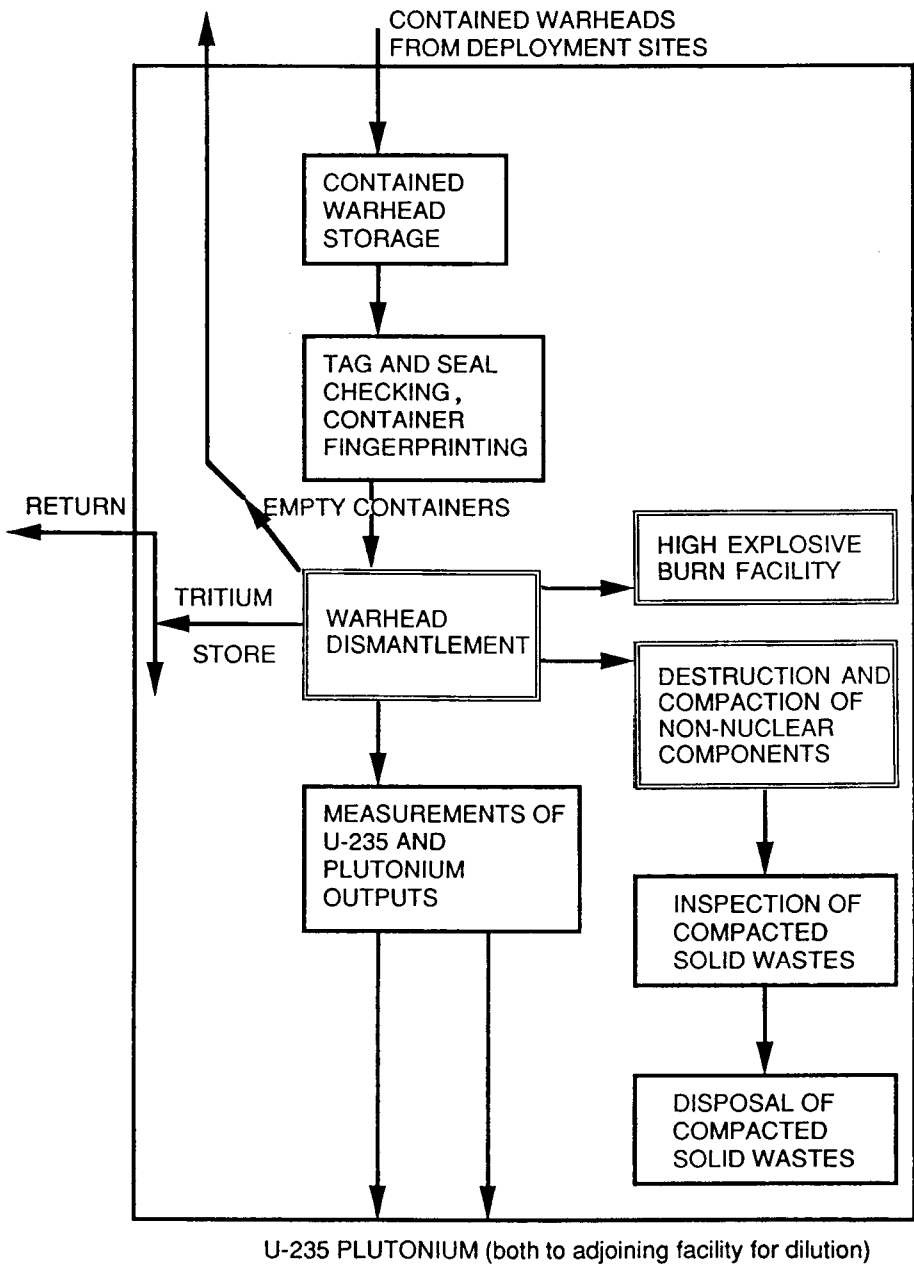 CONTAINED WARHEADS
FROM DEPLOYMENT SITES
CONTAINED
WARHEAD
STORAGE
TAG AND SEAL
CHECKING,
CONTAINER
FINGERPRINTING
RETURN
EMPTY CONTAINERS
HIGH EXPLOSIVE
BURN FACILITY
TRITIUM
STORE
WARHEAD
DISMANTLEMENT
DESTRUCTION AND
COMPACTION OF
NON-NUCLEAR
COMPONENTS
MEASUREMENTS OF
U-235 AND
PLUTONIUM
OUTPUTS
INSPECTION OF
COMPACTED
SOLID WASTES
DISPOSAL OF
COMPACTED
SOLID WASTES
U-235 PLUTONIUM (both to adjoining facility for dilution)